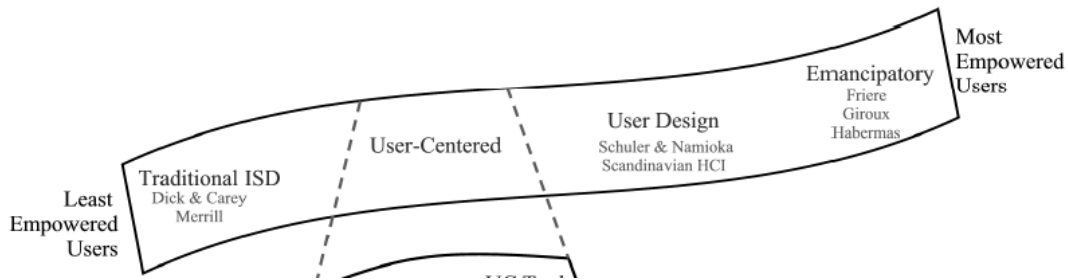 Least
Empowered
Users
Traditional ISD
Dick & Carey
Merrill
User-Centered
User Design
Schuler & Namioka
Scandinavian HCI
Emancipatory
Friere
Giroux
Habermas
Most
Empowered
Users